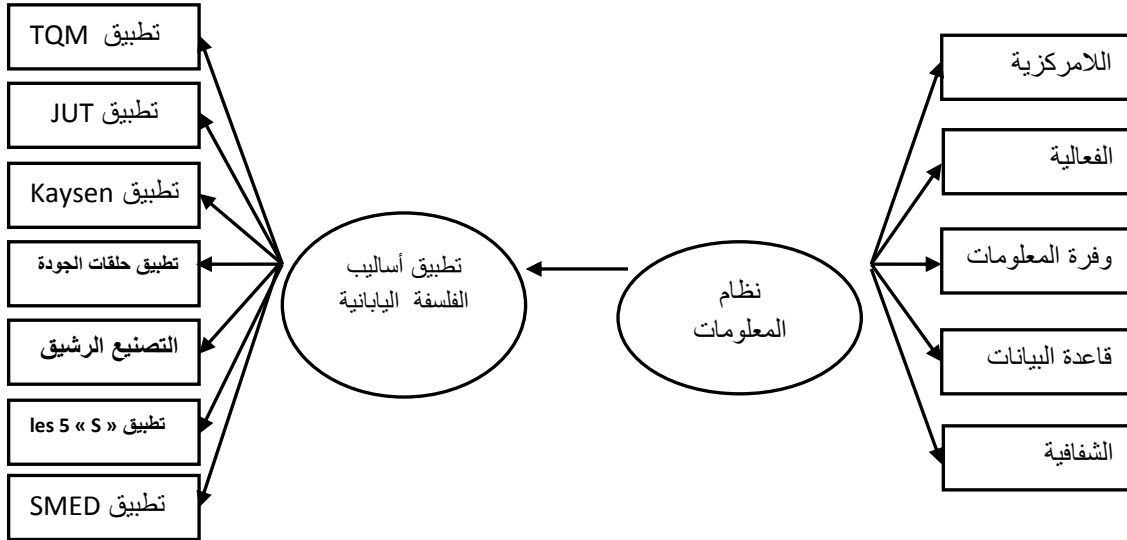 اللامركزية
الفعالية
وفرة المعلومات
قاعدة البيانات
الشفافية
نظام
المعلومات
تطبيق أساليب
الفلسفة اليابانية
تطبيق TQM
تطبيق JUT
تطبيق Kaysen
تطبيق حلقات الجودة
التصنيع الرشيق
تطبيق les 5 « S »
تطبيق SMED